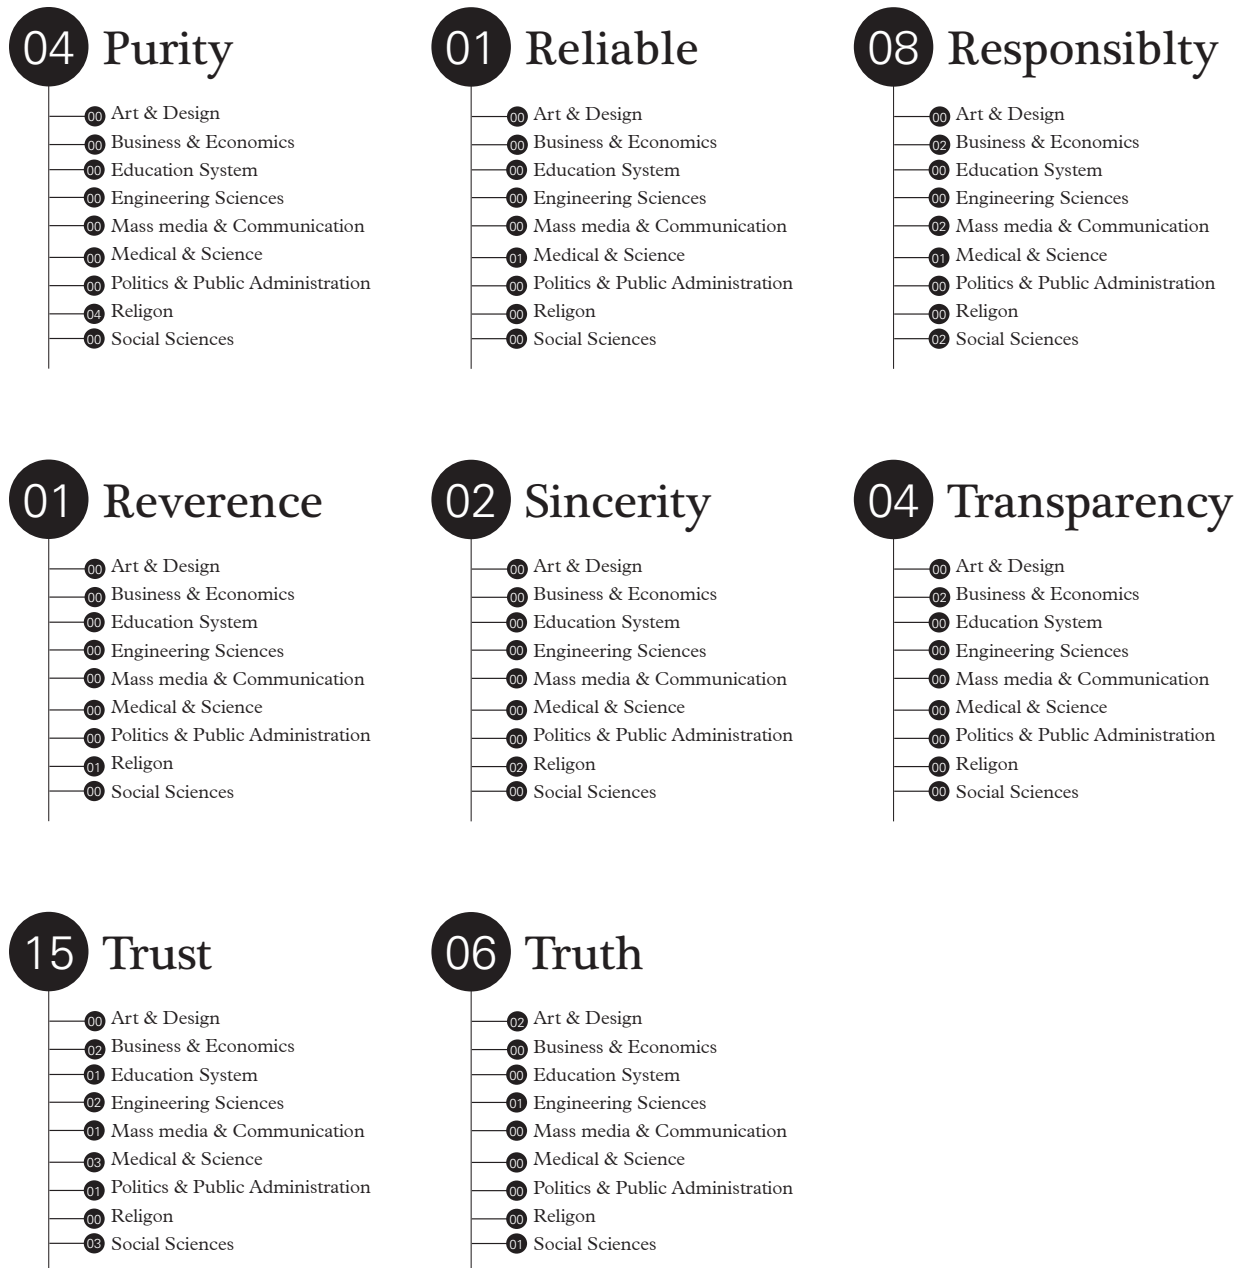 04 Purity
00 Art & Design
00 Business & Economics
00 Education System
00 Engineering Sciences
00 Mass media & Communication
00 Medical & Science
00 Politics & Public Administration
04 Religon
00 Social Sciences
01 Reliable
00 Art & Design
00 Business & Economics
00 Education System
00 Engineering Sciences
00 Mass media & Communication
01 Medical & Science
00 Politics & Public Administration
00 Religon
00 Social Sciences
08 Responsiblty
00 Art & Design
02 Business & Economics
00 Education System
00 Engineering Sciences
02 Mass media & Communication
01 Medical & Science
00 Politics & Public Administration
00 Religon
02 Social Sciences
01 Reverence
00 Art & Design
00 Business & Economics
00 Education System
00 Engineering Sciences
00 Mass media & Communication
00 Medical & Science
00 Politics & Public Administration
01 Religon
00 Social Sciences
02 Sincerity
00 Art & Design
00 Business & Economics
00 Education System
00 Engineering Sciences
00 Mass media & Communication
00 Medical & Science
00 Politics & Public Administration
02 Religon
00 Social Sciences
04 Transparency
00 Art & Design
02 Business & Economics
00 Education System
00 Engineering Sciences
00 Mass media & Communication
00 Medical & Science
00 Politics & Public Administration
00 Religon
00 Social Sciences
15 Trust
00 Art & Design
02 Business & Economics
01 Education System
02 Engineering Sciences
01 Mass media & Communication
03 Medical & Science
01 Politics & Public Administration
00 Religon
03 Social Sciences
06 Truth
02 Art & Design
00 Business & Economics
00 Education System
01 Engineering Sciences
00 Mass media & Communication
00 Medical & Science
00 Politics & Public Administration
00 Religon
01 Social Sciences